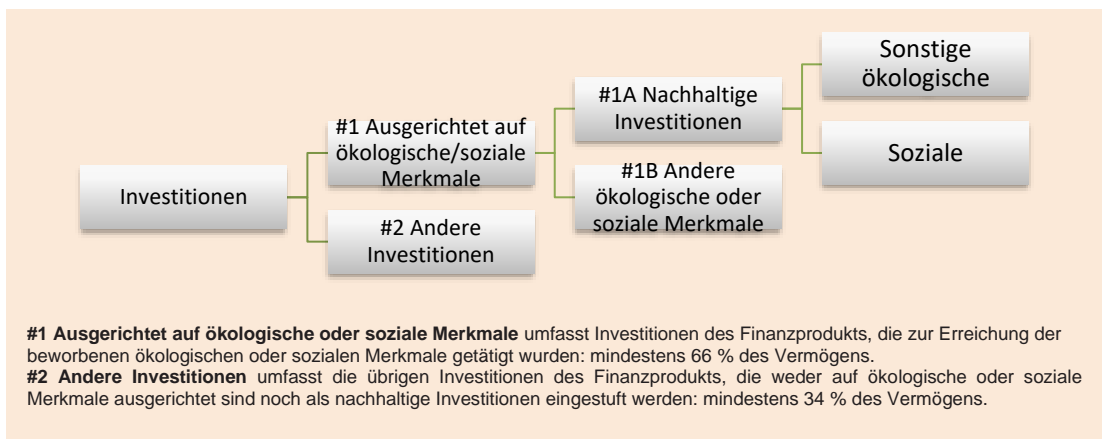 Investitionen
#1 Ausgerichtet auf
ökologische/soziale
Merkmale
#2 Andere
Investitionen
#1A Nachhaltige
Investitionen
#1B Andere
ökologische oder
soziale Merkmale
Sonstige
ökologische
Soziale
#1 Ausgerichtet auf ökologische oder soziale Merkmale umfasst Investitionen des Finanzprodukts, die zur Erreichung der
beworbenen ökologischen oder sozialen Merkmale getätigt wurden: mindestens 66 % des Vermögens.
#2 Andere Investitionen umfasst die übrigen Investitionen des Finanzprodukts, die weder auf ökologische oder soziale
Merkmale ausgerichtet sind noch als nachhaltige Investitionen eingestuft werden: mindestens 34 % des Vermögens.